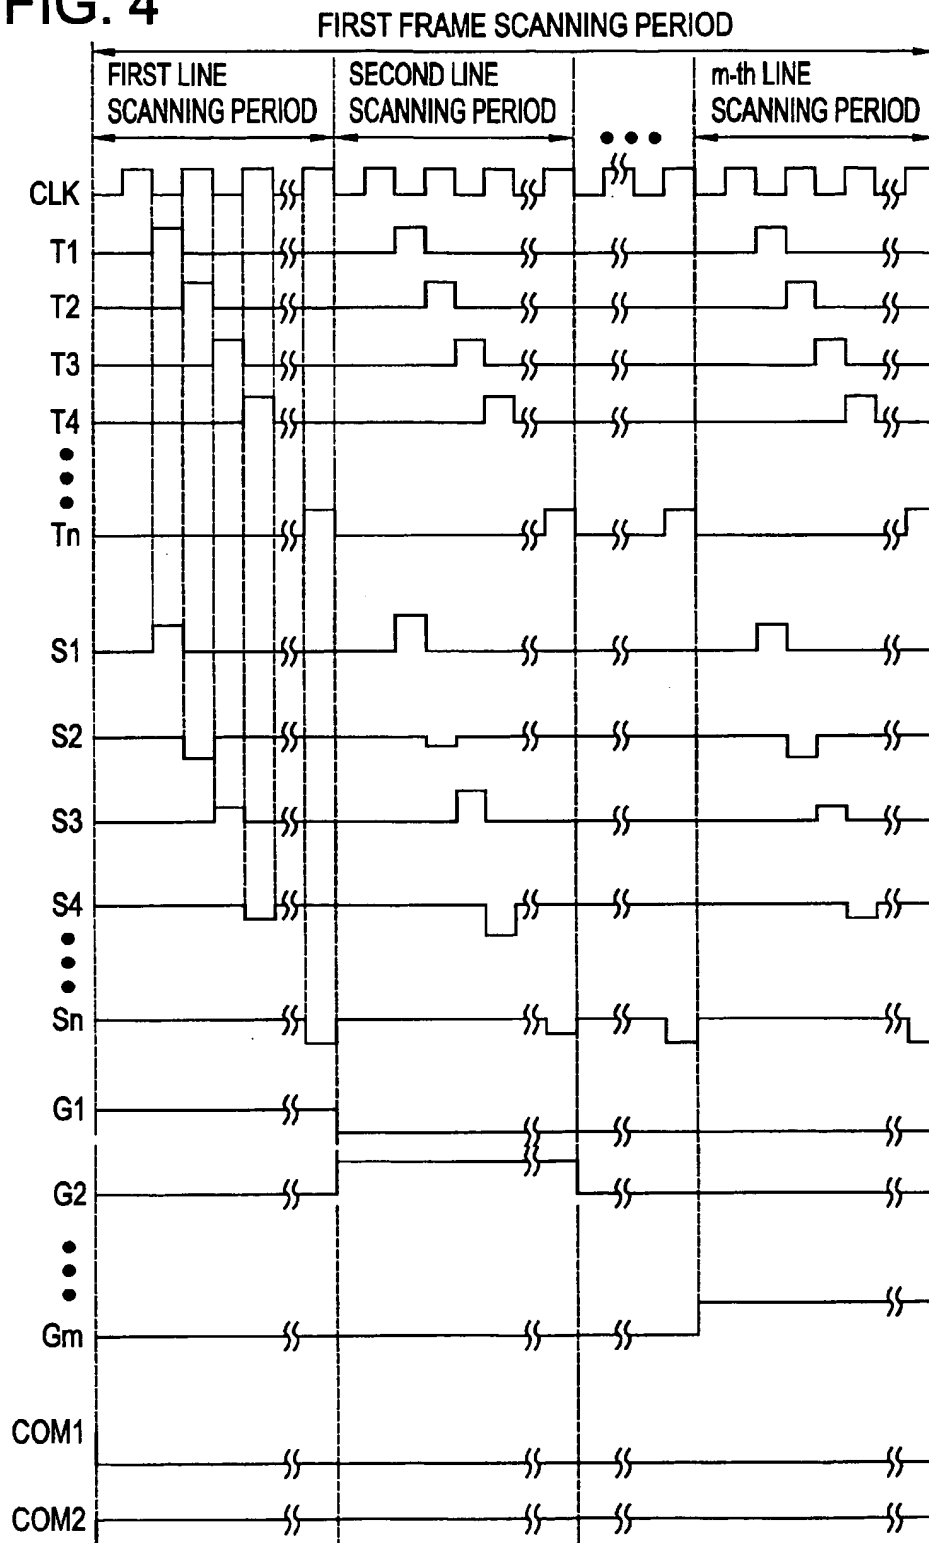 FIG. 4
FIRST FRAME SCANNING PERIOD
FIRST LINE
SCANNING PERIOD
SECOND LINE
SCANNING PERIOD
m-th LINE
SCANNING PERIOD
CLK
T1
T2
T3
T4
Tn
S1
S2
S3
S4
Sn
G1
G2
Gm
COM1
COM2